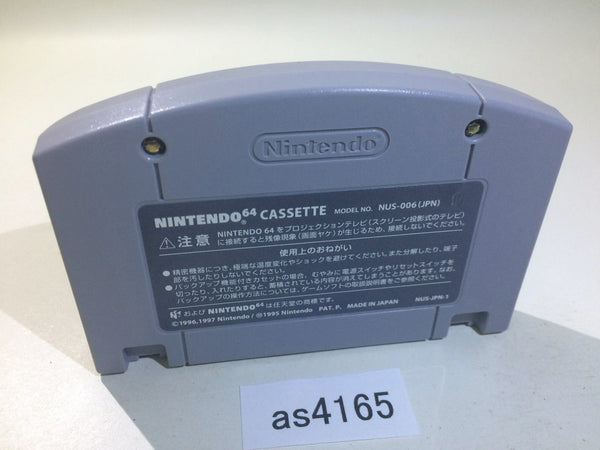 Nintendo
NINTENDO64 CASSETTE MODEL NO. NUS-006(JPN)
⚠注意 NINTENDO 64 をプロジェクションテレビ(スクリーン投影式のテレビ)
に接続すると残像現象(画面ヤケ)が生じるため、接続しないでください。
使用上のおねがい
●精密機器につき、極端な温度変化やショックを避けてください。また分解したり、端子
部を汚したりしないでください。
●バックアップ機能付きカセットの場合、むやみに電源スイッチやリセットスイッチを
切ったり、入れたりすると、蓄積されている内容が消えてしまうことがあります。なお、
バックアップの操作方法については、ゲームソフトの取扱説明書をご参照ください。
および NINTENDO64 は任天堂の商標です。
©1996,1997 Nintendo / Ⓜ1995 Nintendo PAT. P. MADE IN JAPAN NUS-JPN-1
as4165